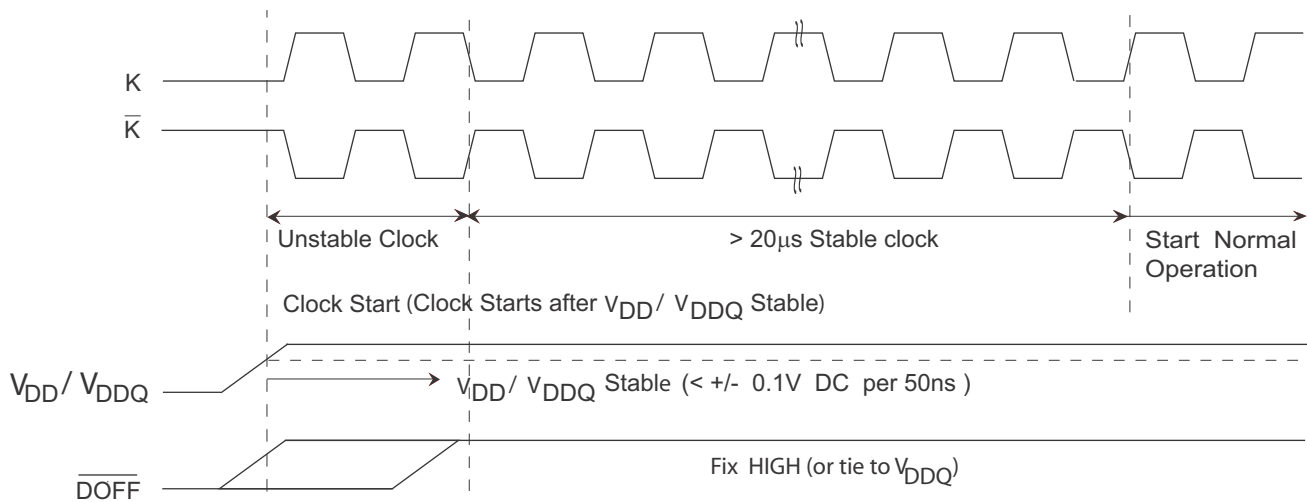 K
K̅
Unstable Clock
> 20μs Stable clock
Start Normal
Operation
Clock Start (Clock Starts after VDD / VDDQ Stable)
VDD / VDDQ
VDD / VDDQ Stable (< +/- 0.1V DC per 50ns )
D̅O̅F̅F̅
Fix HIGH (or tie to VDDQ)